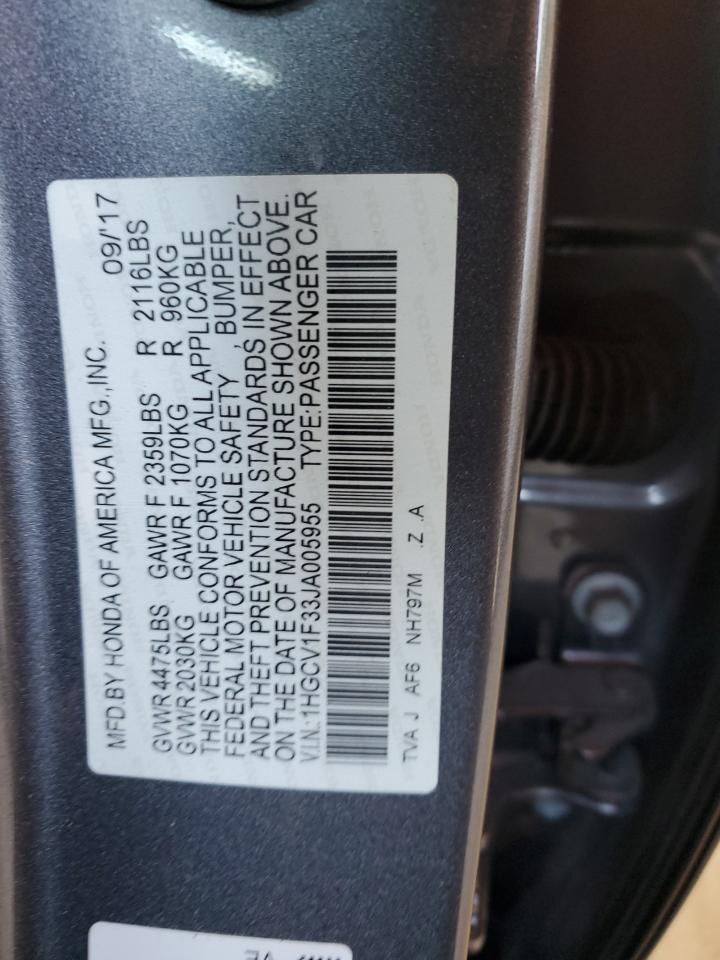 MFD.BY HONDA OF AMERICA MFG.,INC. 09/'17
GVWR 4475LBS GAWR F 2359LBS R 2116LBS
GVWR 2030KG GAWR F 1070KG R 960KG
THIS VEHICLE CONFORMS TO ALL APPLICABLE
FEDERAL MOTOR VEHICLE SAFETY, BUMPER,
AND THEFT PREVENTION STANDARDS, IN EFFECT
ON THE DATE OF MANUFACTURE SHOWN ABOVE.
V.I.N.:1HGCV1F33JA005955 TYPE:PASSENGER CAR
TVA J AF6 NH797M .Z .A